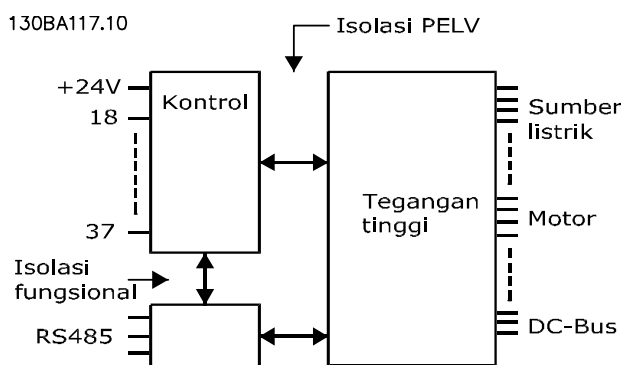 130BA117.10
Isolasi PELV
+24V
Kontrol
18
Sumber
listrik
Tegangan
tinggi
37
Motor
Isolasi
fungsional
RS485
DC-Bus